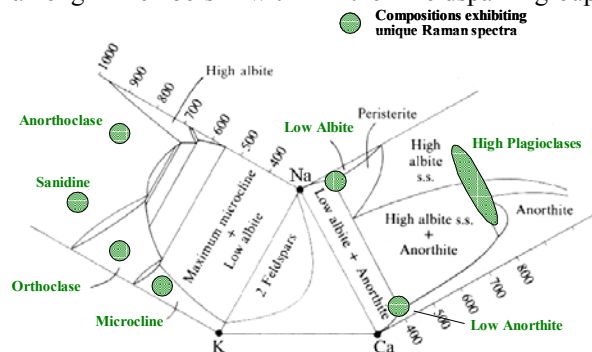 Compositions exhibiting
unique Raman spectra
1000
900
800
700
600
500
400
High albite
Anorthoclase
Sanidine
Orthoclase
Microcline
Maximum microcline
+
Low albite
2 Feldspars
Na
K
Ca
Low Albite
Peristerite
High
albite
s.s.
High Plagioclases
Low albite + Anorthite
High albite s.s.
+
Anorthite
Anorthite
800
700
600
500
400
Low Anorthite